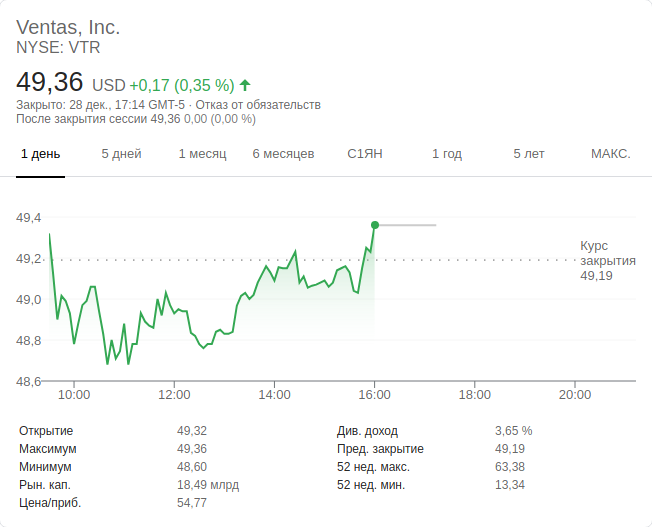 Ventas, Inc.
NYSE: VTR
49,36 USD +0,17 (0,35 %)
Закрыто: 28 дек., 17:14 GMT-5 · Отказ от обязательств
После закрытия сессии 49,36 0,00 (0,00 %)
1 день 5 дней 1 месяц 6 месяцев С1ЯН 1 год 5 лет МАКС.
49,4
Курс
49,2 закрытия
49,19
49,0
48,8
48,6
10:00 12:00 14:00 16:00 18:00 20:00
Открытие 49,32 Див. доход 3,65 %
Максимум 49,36 Пред. закрытие 49,19
Минимум 48,60 52 нед. макс. 63,38
Рын. кап. 18,49 млрд 52 нед. мин. 13,34
Цена/приб. 54,77